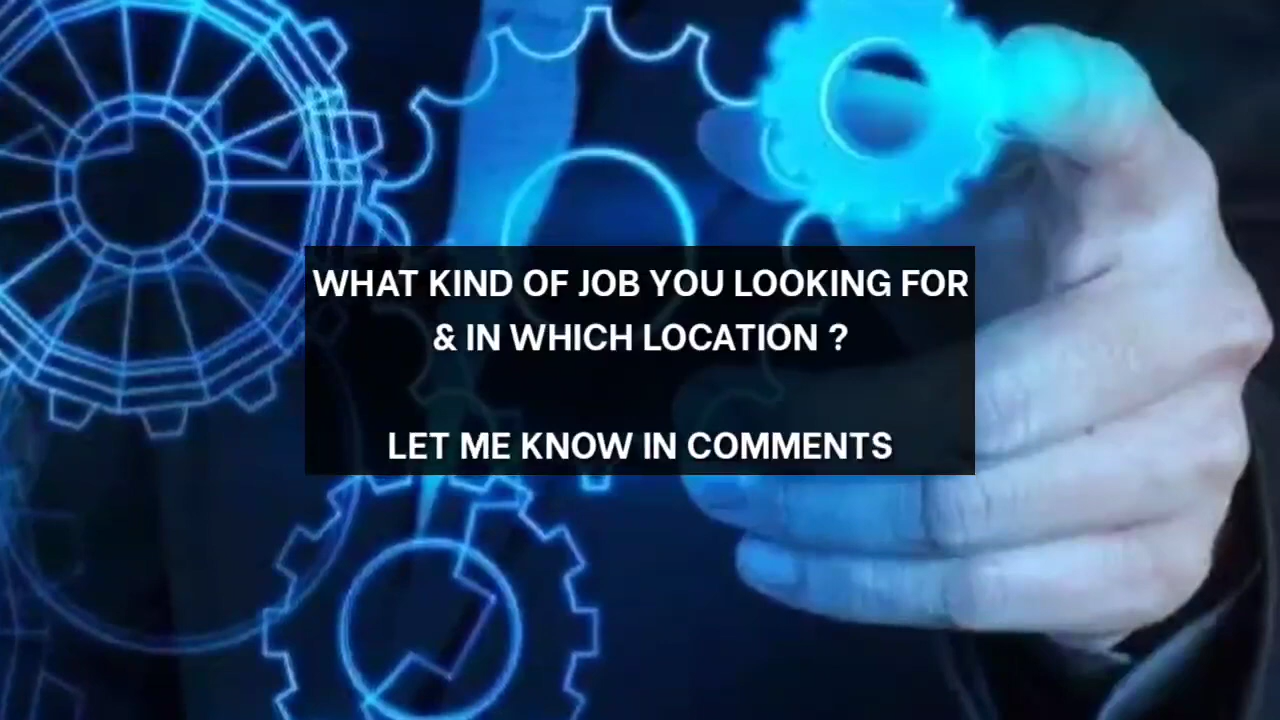 WHAT KIND OF JOB YOU LOOKING FOR
& IN WHICH LOCATION ?
LET ME KNOW IN COMMENTS